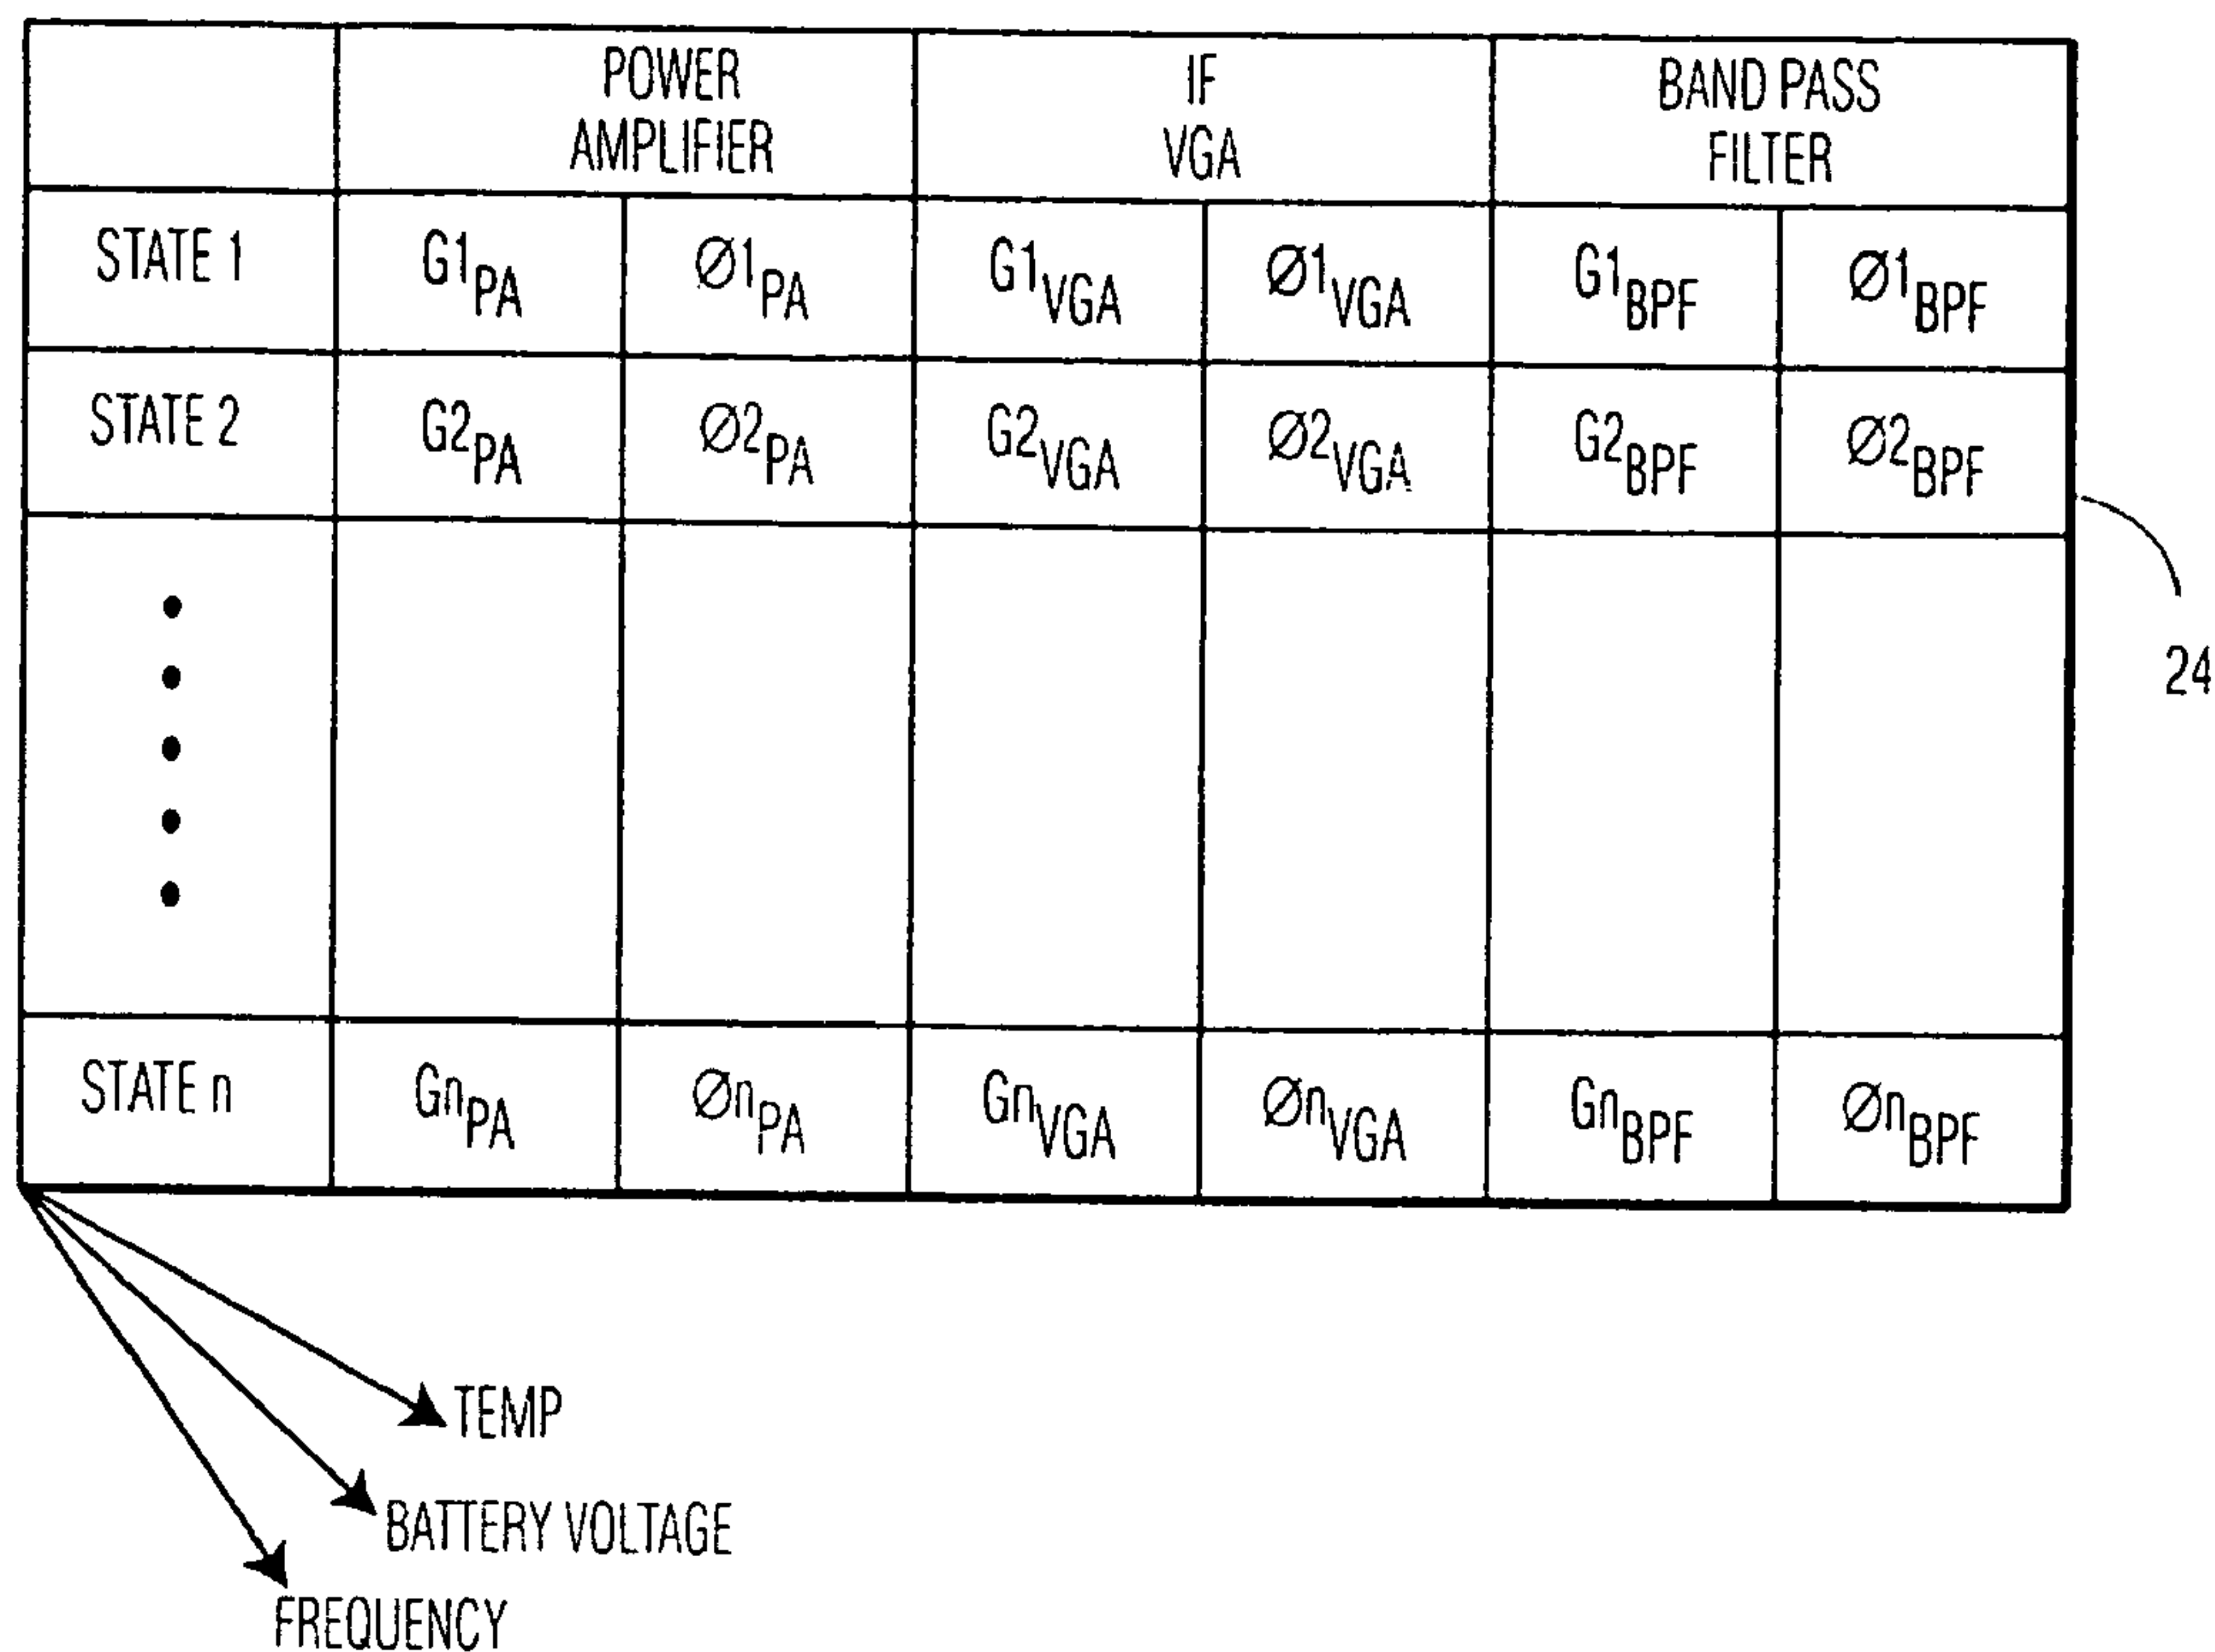 POWER AMPLIFIER IF VGA BAND PASS FILTER
STATE 1 G1PA Ø1PA G1VGA Ø1VGA G1BPF Ø1BPF
STATE 2 G2PA Ø2PA G2VGA Ø2VGA G2BPF Ø2BPF
24
STATE n GnPA ØnPA GnVGA ØnVGA GnBPF ØnBPF
TEMP
BATTERY VOLTAGE
FREQUENCY